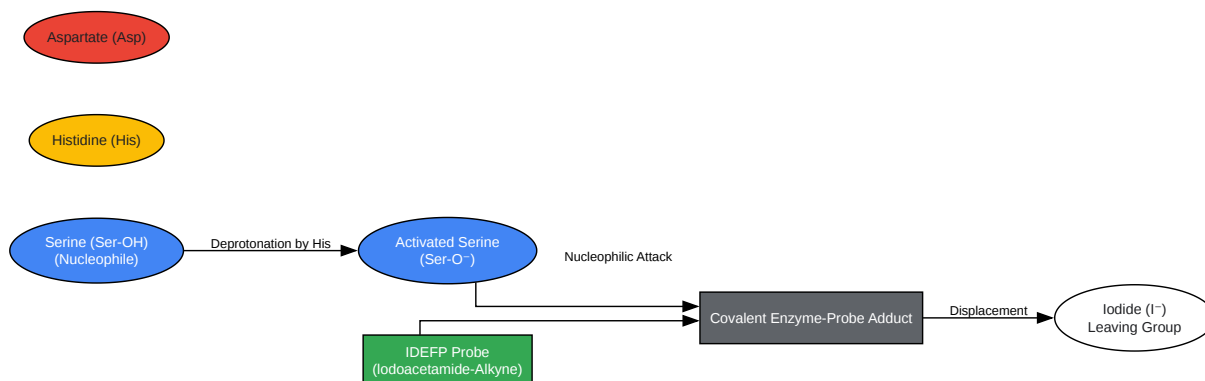 Aspartate (Asp)
Histidine (His)
Serine (Ser-OH)
(Nucleophile)
Deprotonation by His
Activated Serine
(Ser-O⁻)
Nucleophilic Attack
IDEFP Probe
(Iodoacetamide-Alkyne)
Covalent Enzyme-Probe Adduct
Displacement
Iodide (I⁻)
Leaving Group